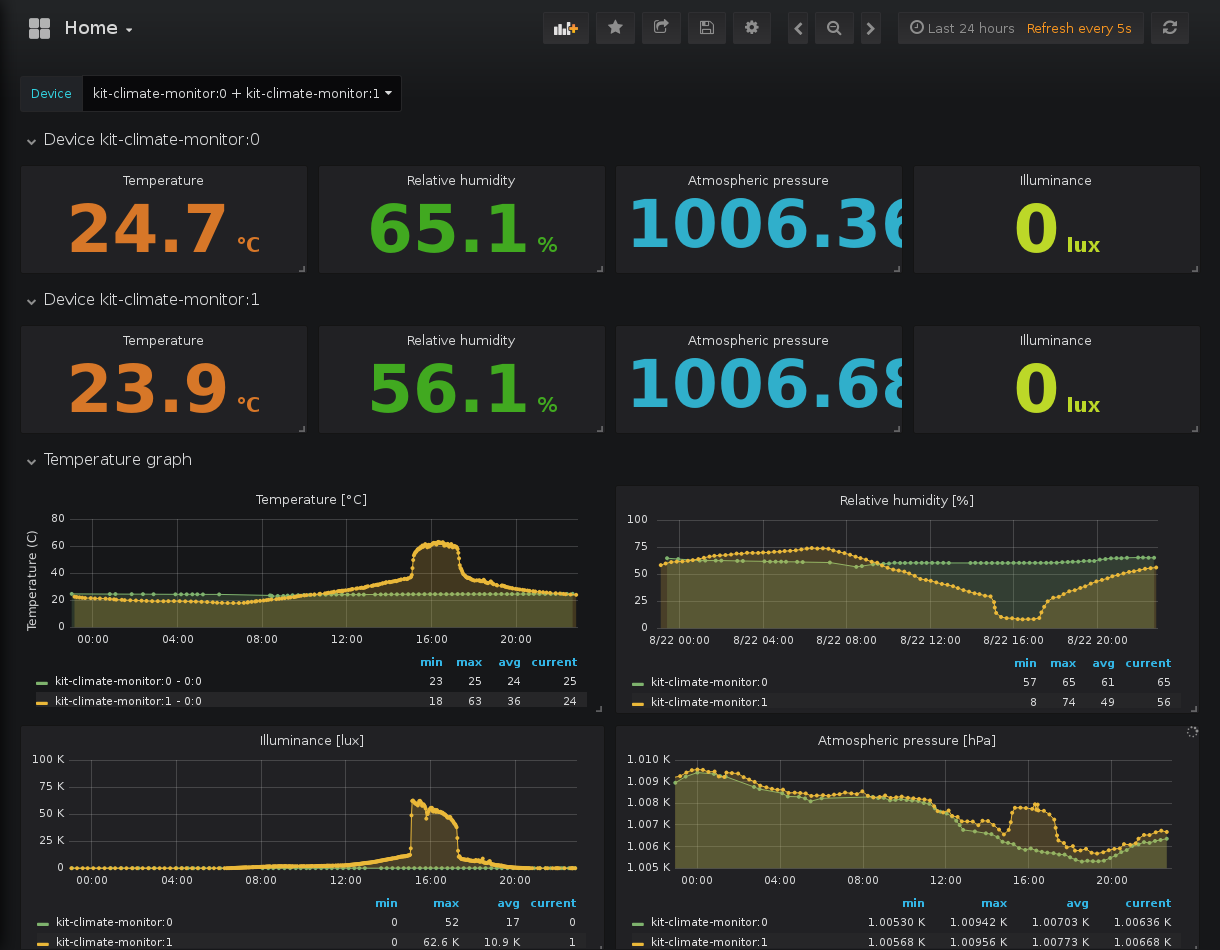 Home
Last 24 hours Refresh every 5s
Device kit-climate-monitor:0 + kit-climate-monitor:1
Device kit-climate-monitor:0
Temperature Relative humidity Atmospheric pressure Illuminance
24.7 °C 65.1 % 1006.36 0 lux
Device kit-climate-monitor:1
Temperature Relative humidity Atmospheric pressure Illuminance
23.9 °C 56.1 % 1006.68 0 lux
Temperature graph
Temperature [°C]
Temperature (C)
80
60
40
20
0
00:00 04:00 08:00 12:00 16:00 20:00
min max avg current
kit-climate-monitor:0 - 0:0 23 25 24 25
kit-climate-monitor:1 - 0:0 18 63 36 24
Relative humidity [%]
100
75
50
25
0
8/22 00:00 8/22 04:00 8/22 08:00 8/22 12:00 8/22 16:00 8/22 20:00
min max avg current
kit-climate-monitor:0 57 65 61 65
kit-climate-monitor:1 8 74 49 56
Illuminance [lux]
100 K
75 K
50 K
25 K
0
00:00 04:00 08:00 12:00 16:00 20:00
min max avg current
kit-climate-monitor:0 0 52 17 0
kit-climate-monitor:1 0 62.6 K 10.9 K 1
Atmospheric pressure [hPa]
1.010 K
1.009 K
1.008 K
1.007 K
1.006 K
1.005 K
00:00 04:00 08:00 12:00 16:00 20:00
min max avg current
kit-climate-monitor:0 1.00530 K 1.00942 K 1.00703 K 1.00636 K
kit-climate-monitor:1 1.00568 K 1.00956 K 1.00773 K 1.00668 K